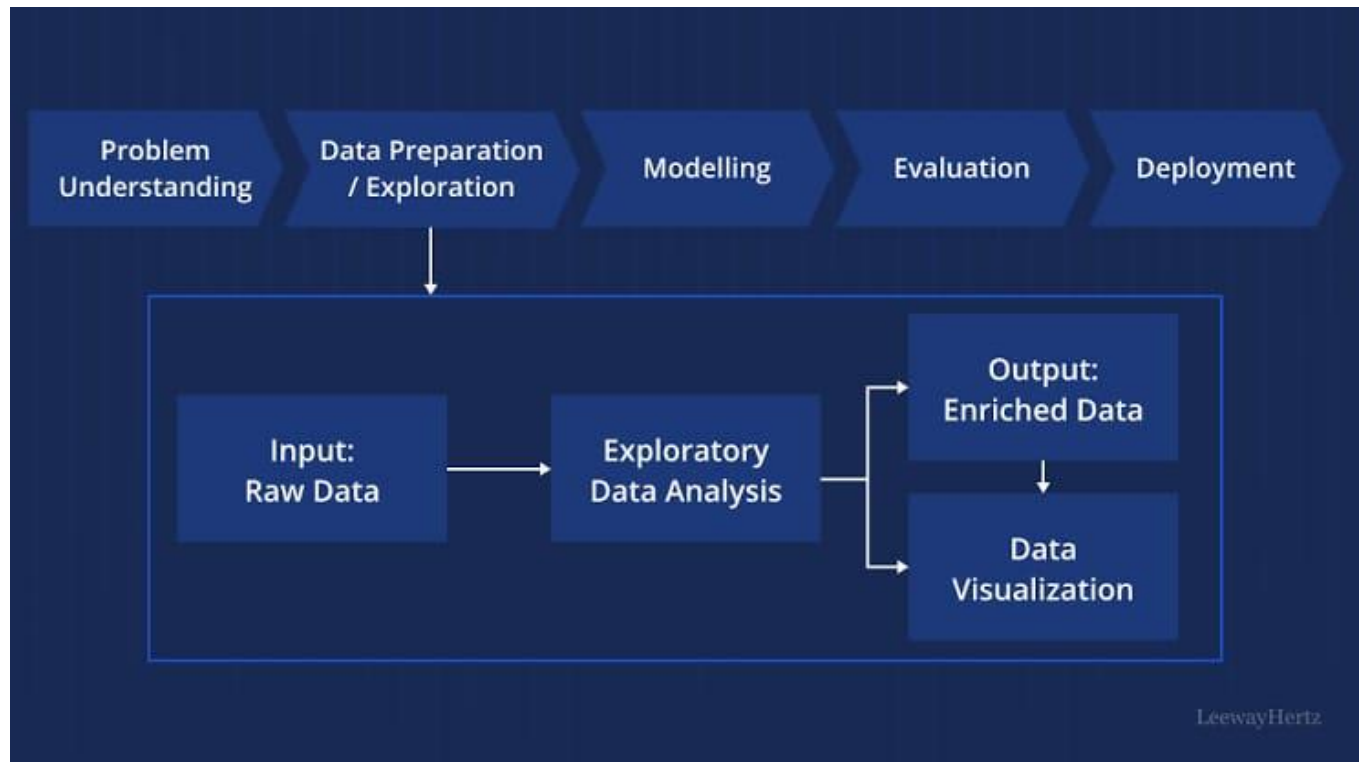 Problem
Understanding
Data Preparation
/ Exploration
Modelling
Evaluation
Deployment
Input:
Raw Data
Exploratory
Data Analysis
Output:
Enriched Data
Data
Visualization
LeewayHertz